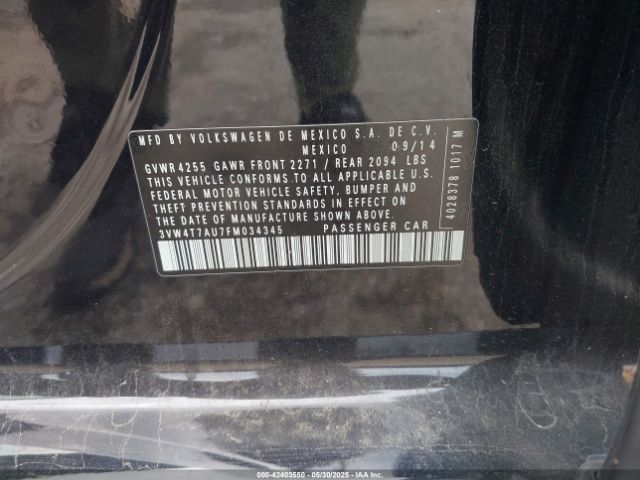 MFD BY VOLKSWAGEN DE MEXICO S.A. DE C.V.
MEXICO 09/14
GVWR 4255 GAWR FRONT 2271 / REAR 2094 LBS
THIS VEHICLE CONFORMS TO ALL APPLICABLE U.S.
FEDERAL MOTOR VEHICLE SAFETY, BUMPER AND
THEFT PREVENTION STANDARDS IN EFFECT ON
THE DATE OF MANUFACTURE SHOWN ABOVE.
3VW4T7AU7FM034345 PASSENGER CAR
4028378 1017 M
000-42403550 - 05/30/2025 - IAAI Copart